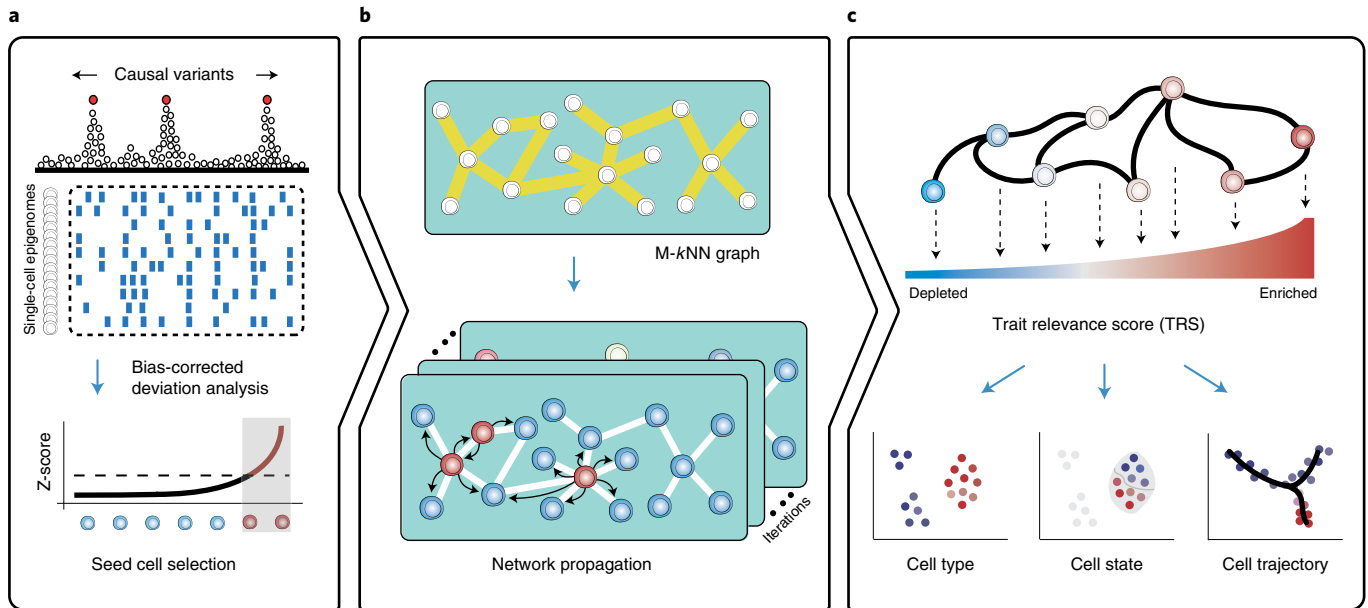 a
Causal variants
Single-cell epigenomes
Bias-corrected
deviation analysis
Z-score
Seed cell selection
b
M-kNN graph
Iterations
Network propagation
c
Depleted
Enriched
Trait relevance score (TRS)
Cell type
Cell state
Cell trajectory